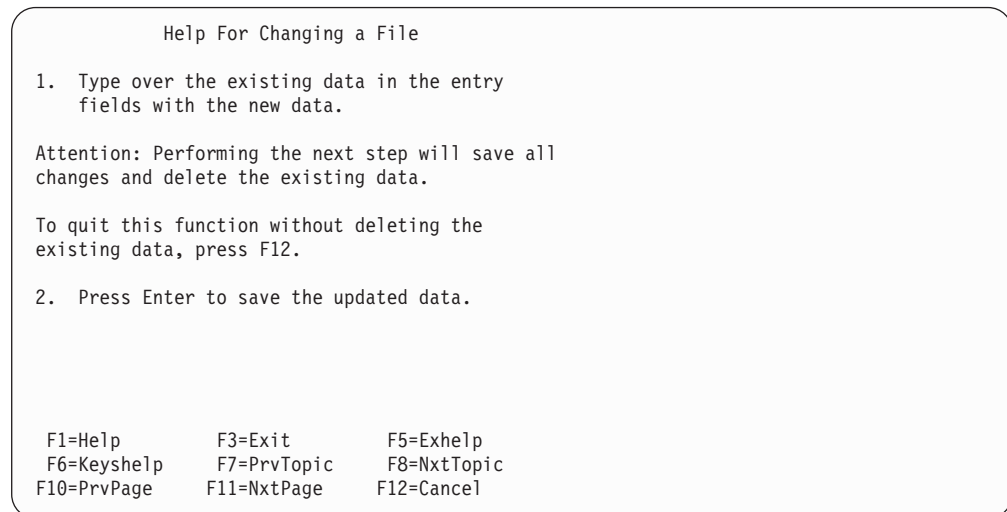 Help For Changing a File
1. Type over the existing data in the entry
fields with the new data.
Attention: Performing the next step will save all
changes and delete the existing data.
To quit this function without deleting the
existing data, press F12.
2. Press Enter to save the updated data.
F1=Help F3=Exit F5=Exhelp
F6=Keyshelp F7=PrvTopic F8=NxtTopic
F10=PrvPage F11=NxtPage F12=Cancel